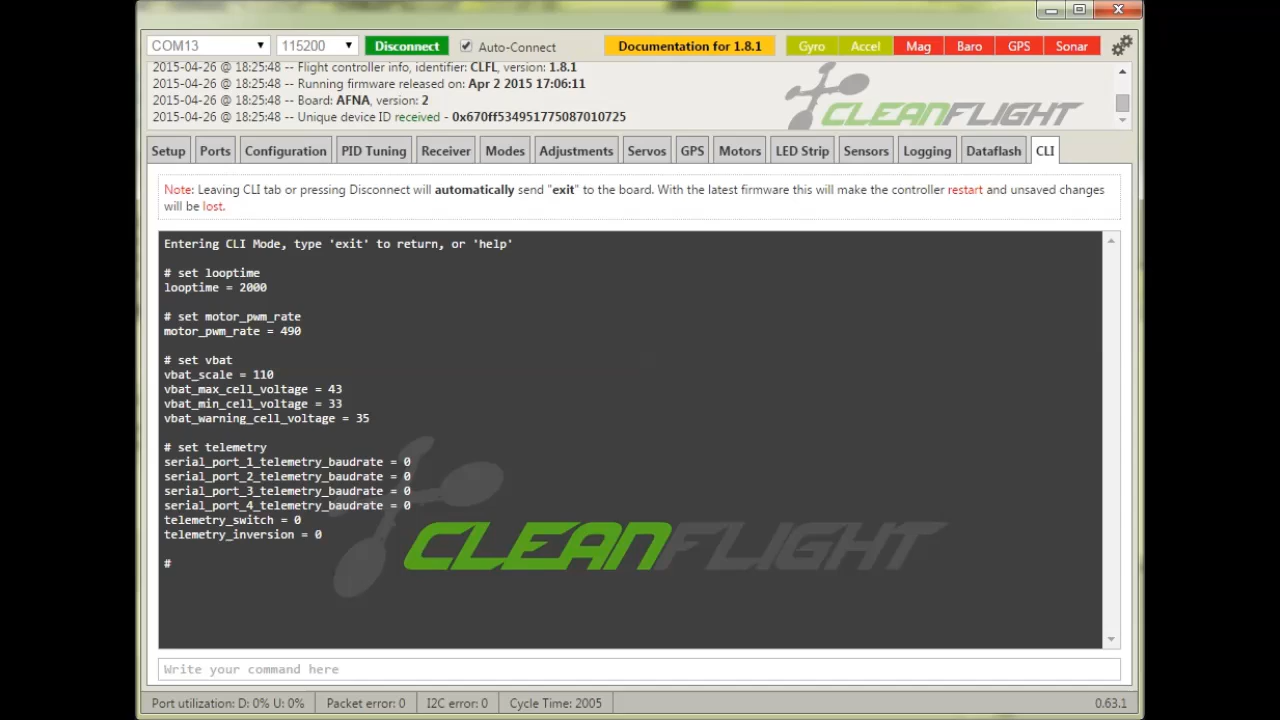 COM13 115200 Disconnect Auto-Connect Documentation for 1.8.1 Gyro Accel Mag Baro GPS Sonar
2015-04-26 @ 18:25:48 -- Flight controller info, identifier: CLFL, version: 1.8.1
2015-04-26 @ 18:25:48 -- Running firmware released on: Apr 2 2015 17:06:11
2015-04-26 @ 18:25:48 -- Board: AFNA, version: 2
2015-04-26 @ 18:25:48 -- Unique device ID received - 0x670ff534951775087010725
CLEANFLIGHT
Setup Ports Configuration PID Tuning Receiver Modes Adjustments Servos GPS Motors LED Strip Sensors Logging Dataflash CLI
Note: Leaving CLI tab or pressing Disconnect will automatically send "exit" to the board. With the latest firmware this will make the controller restart and unsaved changes
will be lost.
Entering CLI Mode, type 'exit' to return, or 'help'
# set looptime
looptime = 2000
# set motor_pwm_rate
motor_pwm_rate = 490
# set vbat
vbat_scale = 110
vbat_max_cell_voltage = 43
vbat_min_cell_voltage = 33
vbat_warning_cell_voltage = 35
# set telemetry
serial_port_1_telemetry_baudrate = 0
serial_port_2_telemetry_baudrate = 0
serial_port_3_telemetry_baudrate = 0
serial_port_4_telemetry_baudrate = 0
telemetry_switch = 0
telemetry_inversion = 0
CLEANFLIGHT
#
Write your command here
Port utilization: D: 0% U: 0% Packet error: 0 I2C error: 0 Cycle Time: 2005 0.63.1